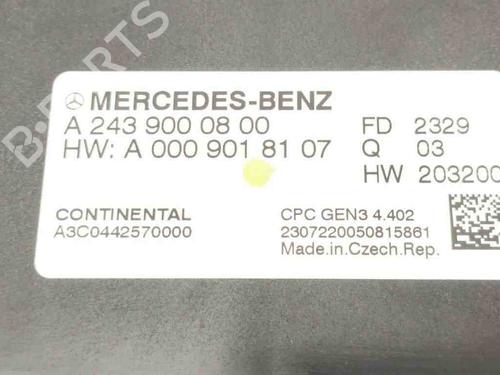 PARTS
MERCEDES-BENZ
A 243 900 08 00 FD 2329
HW: A 000 901 81 07 Q 03
HW 203200
CONTINENTAL CPC GEN3 4.402
A3C0442570000 2307220050815861
Made.in.Czech.Rep.